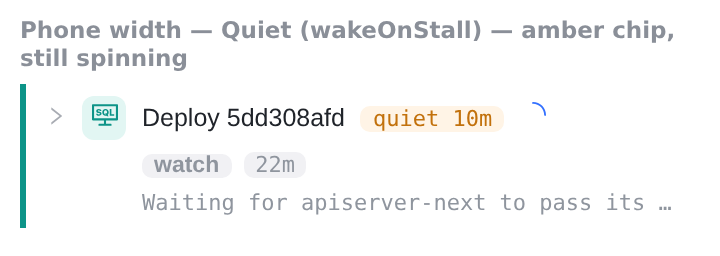 Phone width — Quiet (wakeOnStall) — amber chip,
still spinning
SQL
Deploy 5dd308afd quiet 10m
watch 22m
Waiting for apiserver-next to pass its …